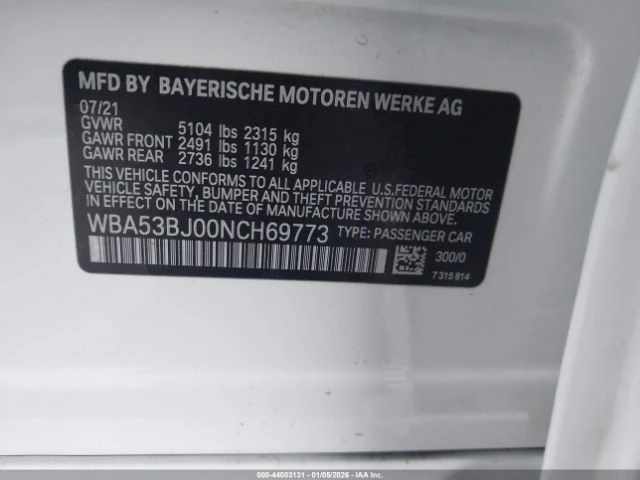 MFD BY BAYERISCHE MOTOREN WERKE AG
07/21
GVWR 5104 lbs 2315 kg
GAWR FRONT 2491 lbs 1130 kg
GAWR REAR 2736 lbs 1241 kg
THIS VEHICLE CONFORMS TO ALL APPLICABLE U.S.FEDERAL MOTOR
VEHICLE SAFETY, BUMPER AND THEFT PREVENTION STANDARDS
IN EFFECT ON THE DATE OF MANUFACTURE SHOWN ABOVE.
WBA53BJ00NCH69773 TYPE: PASSENGER CAR
300/0
7315814
000-44083131 - 01/05/2026 - IAA Holdings, LLC.